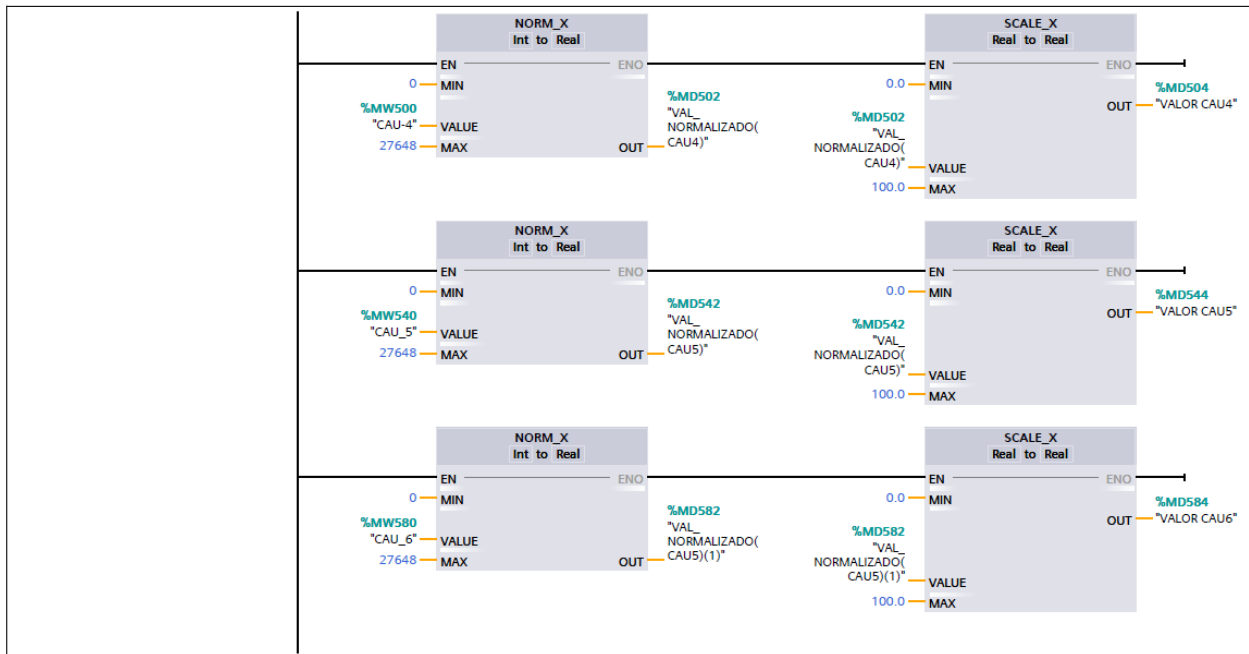 NORM_X
Int to Real
EN
ENO
0
MIN
%MW500
"CAU-4"
VALUE
27648
MAX
OUT
%MD502
"VAL_
NORMALIZADO(
CAU4)"
SCALE_X
Real to Real
EN
ENO
0.0
MIN
%MD502
"VAL_
NORMALIZADO(
CAU4)"
VALUE
100.0
MAX
OUT
%MD504
"VALOR CAU4"
NORM_X
Int to Real
EN
ENO
0
MIN
%MW540
"CAU_5"
VALUE
27648
MAX
OUT
%MD542
"VAL_
NORMALIZADO(
CAU5)"
SCALE_X
Real to Real
EN
ENO
0.0
MIN
%MD542
"VAL_
NORMALIZADO(
CAU5)"
VALUE
100.0
MAX
OUT
%MD544
"VALOR CAU5"
NORM_X
Int to Real
EN
ENO
0
MIN
%MW580
"CAU_6"
VALUE
27648
MAX
OUT
%MD582
"VAL_
NORMALIZADO(
CAU5)(1)"
SCALE_X
Real to Real
EN
ENO
0.0
MIN
%MD582
"VAL_
NORMALIZADO(
CAU5)(1)"
VALUE
100.0
MAX
OUT
%MD584
"VALOR CAU6"